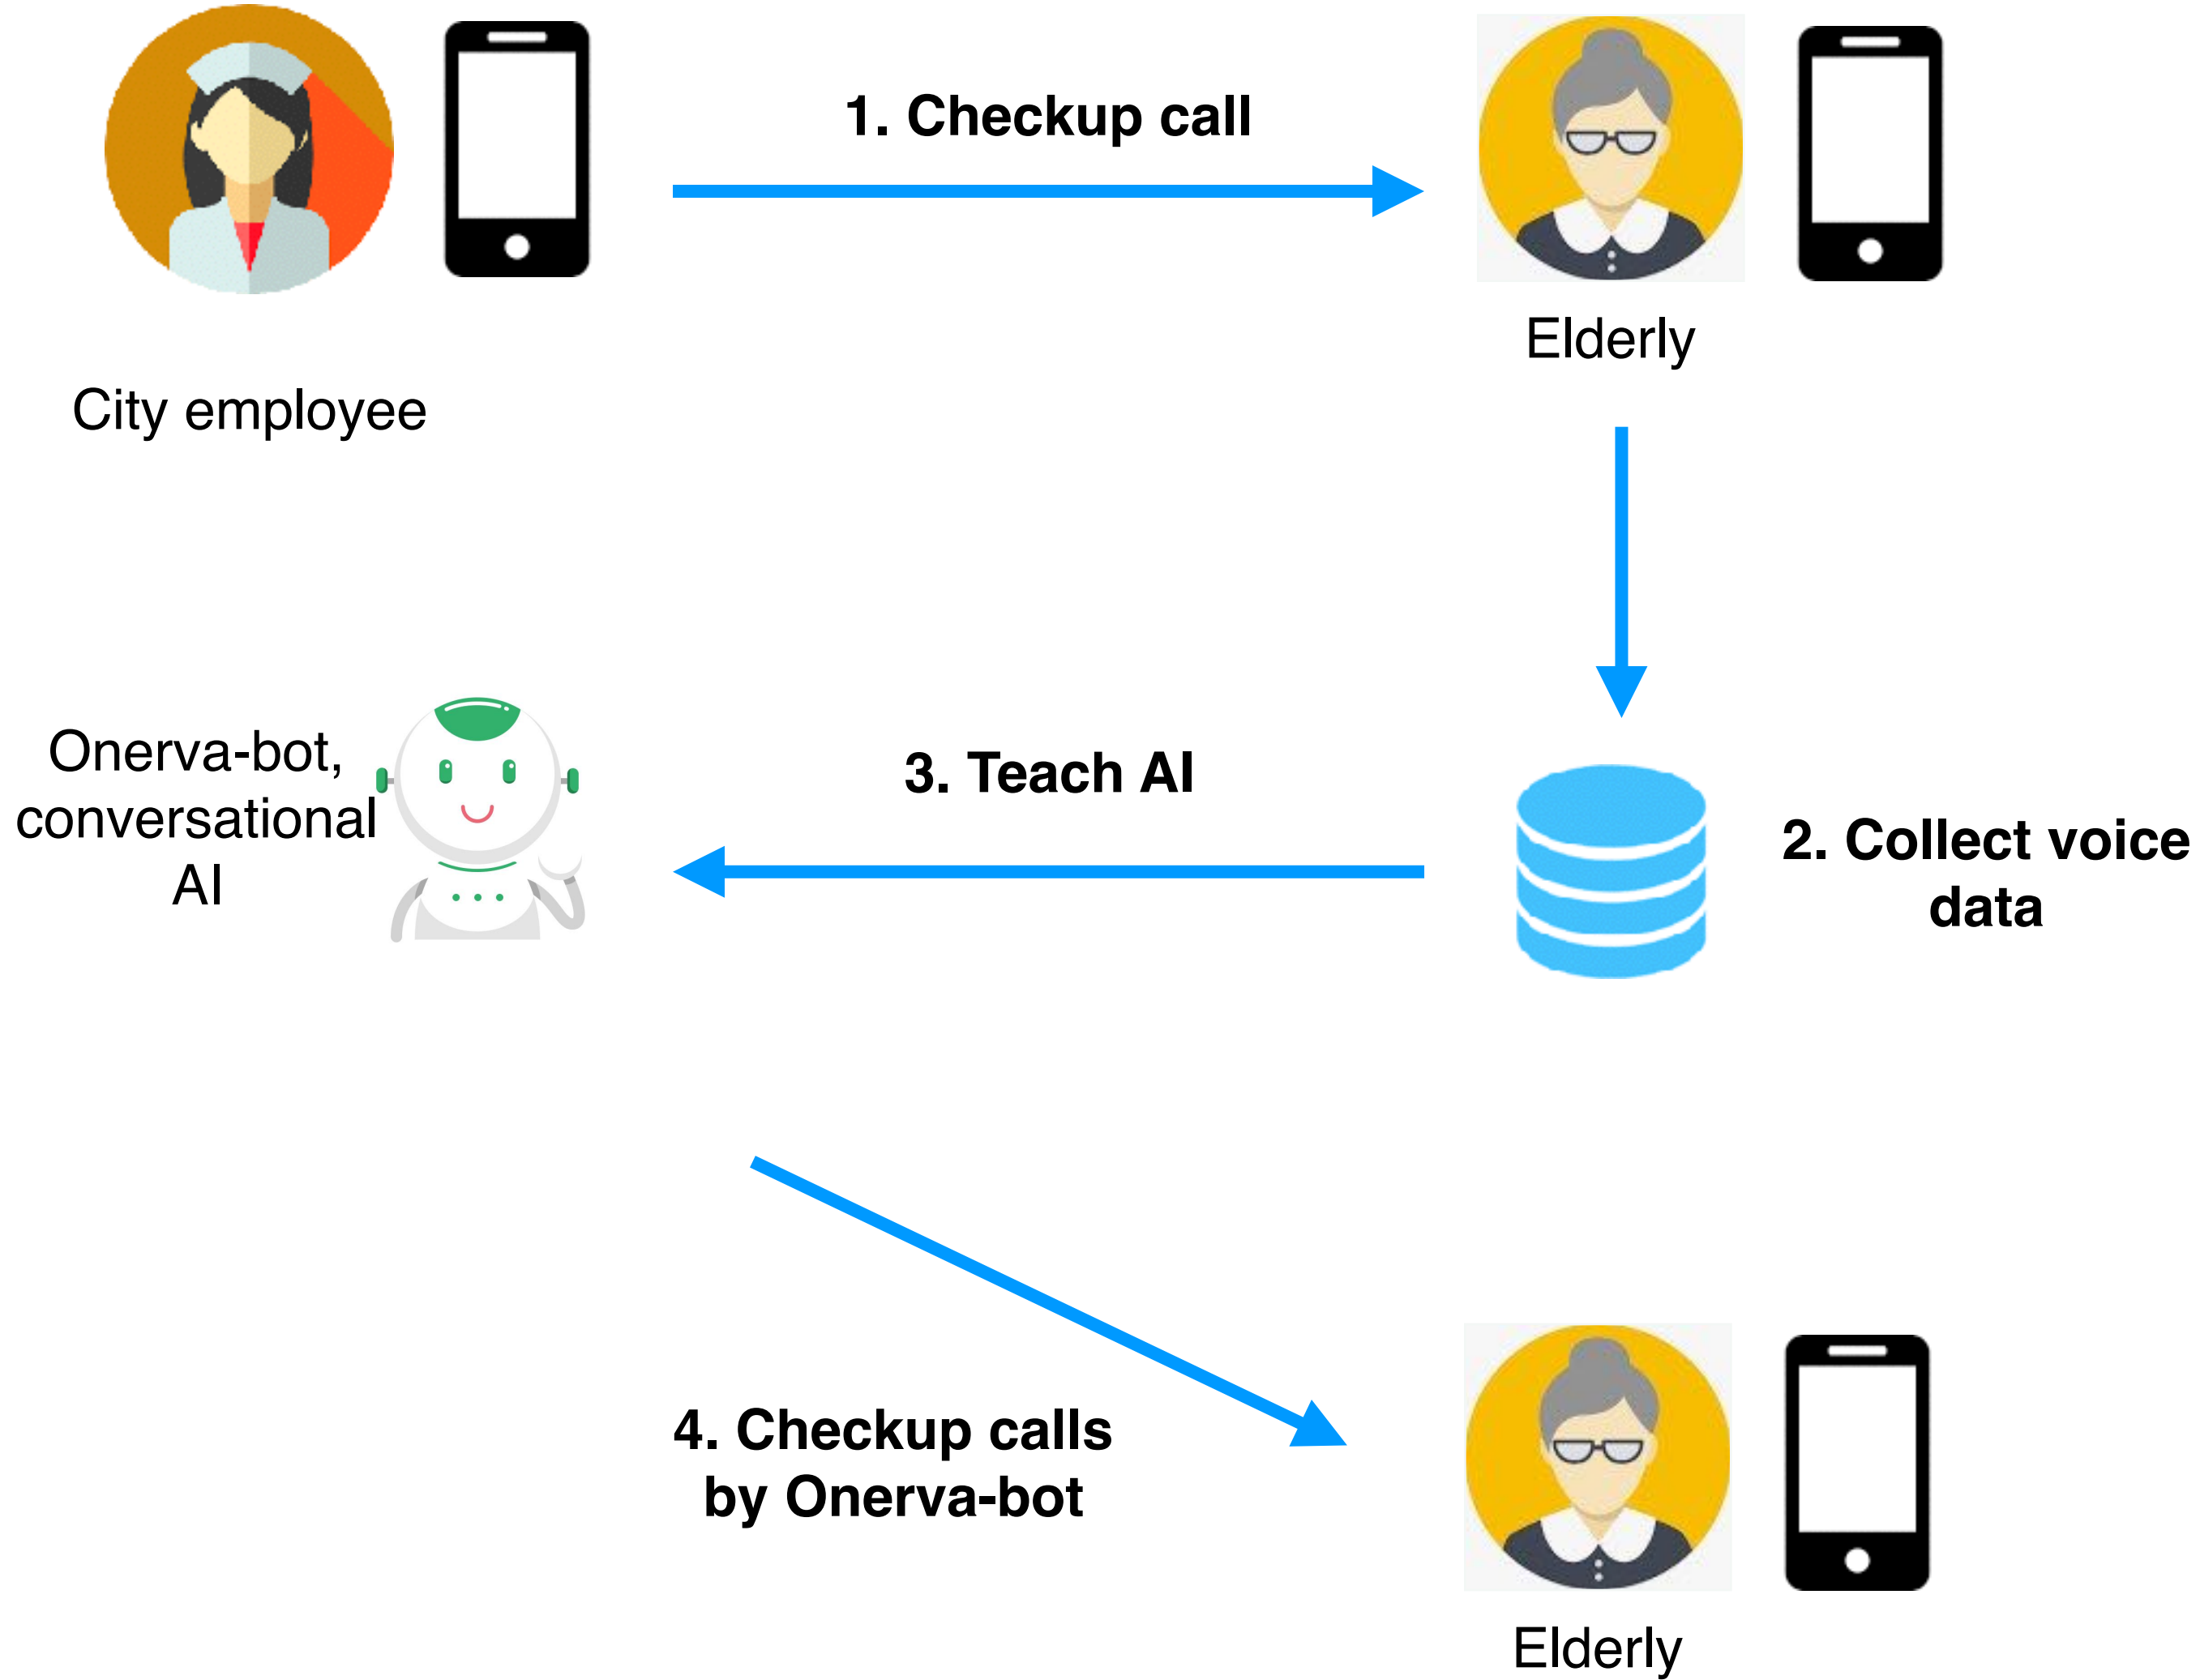 1. Checkup call
City employee
Elderly
Onerva-bot,
conversational
AI
3. Teach AI
2. Collect voice
data
4. Checkup calls
by Onerva-bot
Elderly